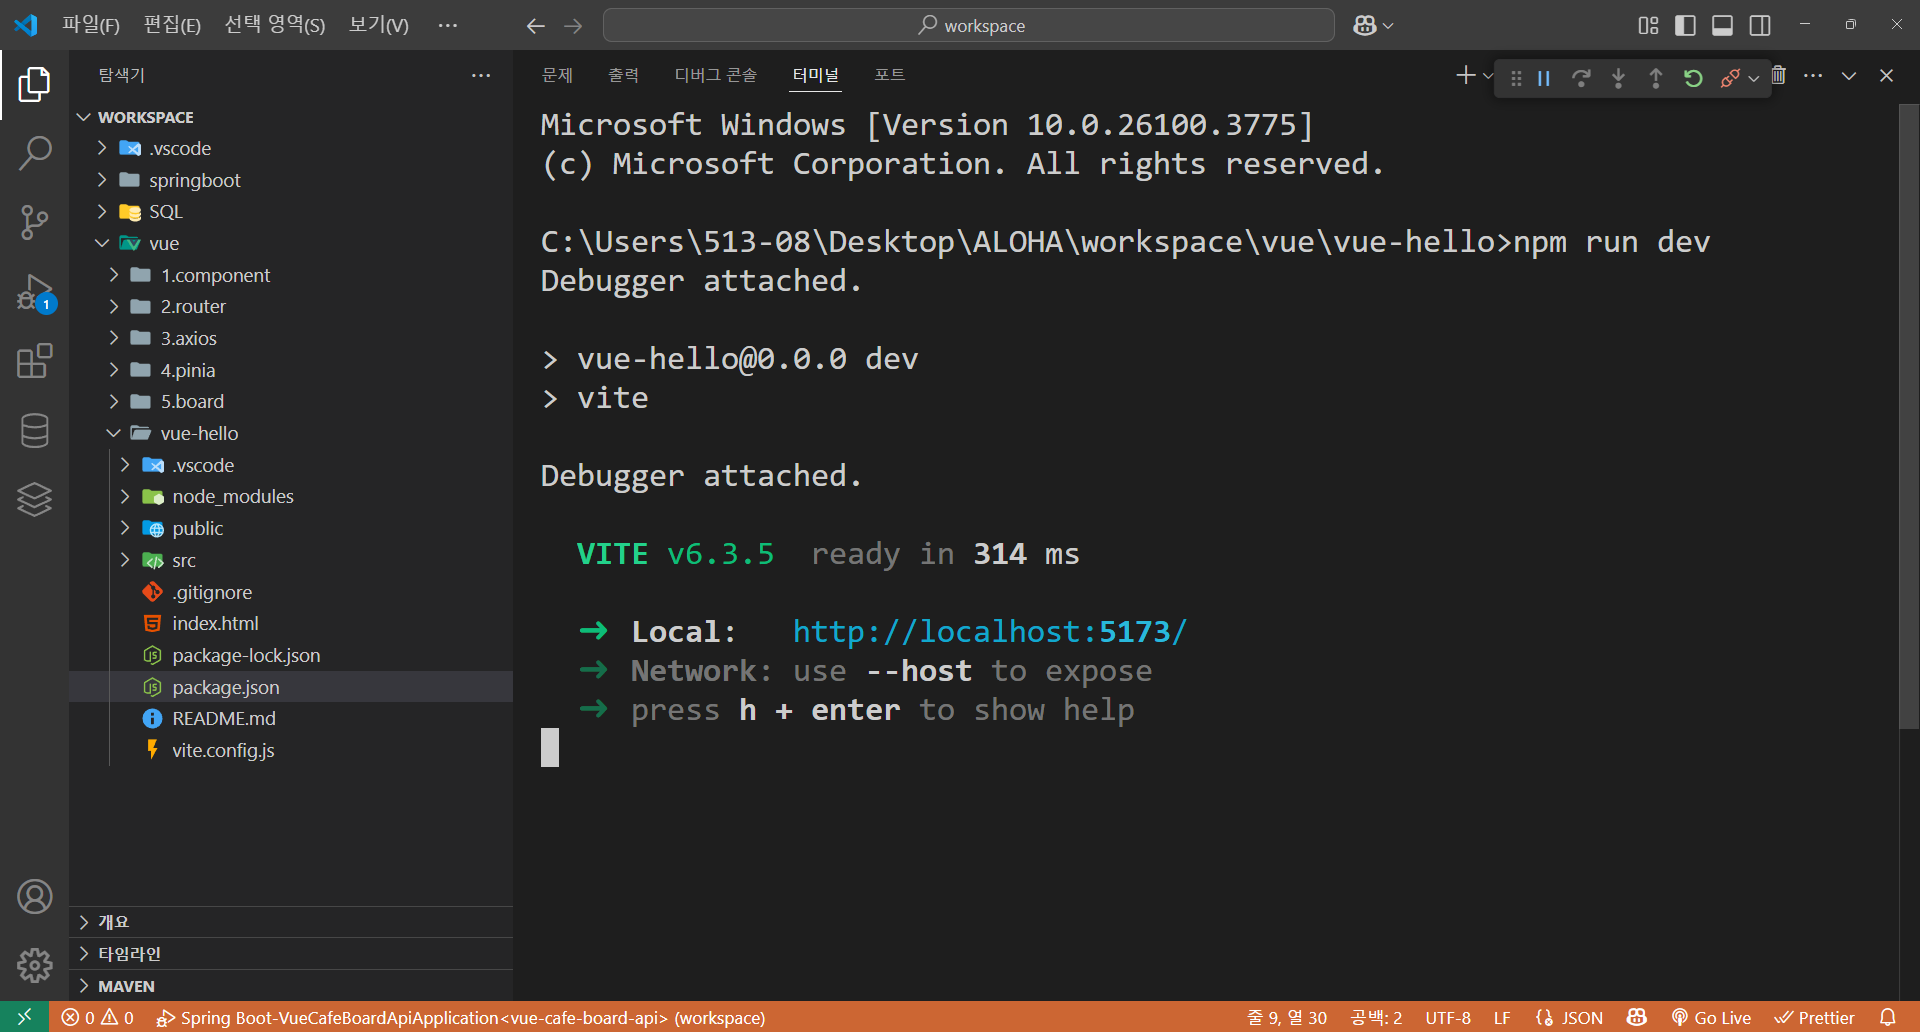 파일(F) 편집(E) 선택 영역(S) 보기(V) ···
workspace
탐색기
문제 출력 디버그 콘솔 터미널 포트
WORKSPACE
.vscode
springboot
SQL
vue
1.component
2.router
3.axios
4.pinia
5.board
vue-hello
.vscode
node_modules
public
src
.gitignore
index.html
package-lock.json
package.json
README.md
vite.config.js
개요
타임라인
MAVEN
1
Microsoft Windows [Version 10.0.26100.3775]
(c) Microsoft Corporation. All rights reserved.
C:\Users\513-08\Desktop\ALOHA\workspace\vue\vue-hello>npm run dev
Debugger attached.
> vue-hello@0.0.0 dev
> vite
Debugger attached.
VITE v6.3.5 ready in 314 ms
➜ Local: http://localhost:5173/
➜ Network: use --host to expose
➜ press h + enter to show help
0 0 Spring Boot-VueCafeBoardApiApplication<vue-cafe-board-api> (workspace) 줄 9, 열 30 공백: 2 UTF-8 LF JSON Go Live Prettier